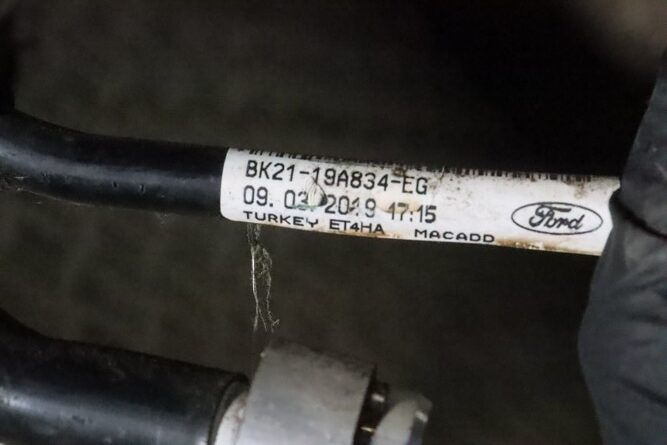 BK21-19A834-EG
09. 03 2019 17:15
TURKEY ET4HA MACADD
Ford